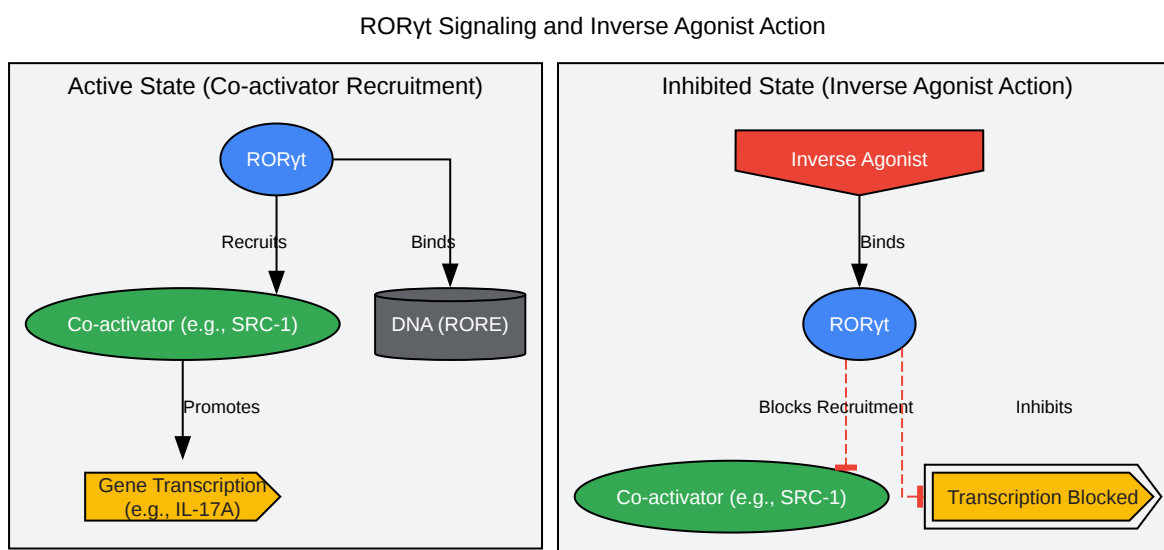 RORγt Signaling and Inverse Agonist Action
Active State (Co-activator Recruitment)
RORγt
Recruits
Binds
Co-activator (e.g., SRC-1)
DNA (RORE)
Promotes
Gene Transcription
(e.g., IL-17A)
Inhibited State (Inverse Agonist Action)
Inverse Agonist
Binds
RORγt
Blocks Recruitment
Inhibits
Co-activator (e.g., SRC-1)
Transcription Blocked